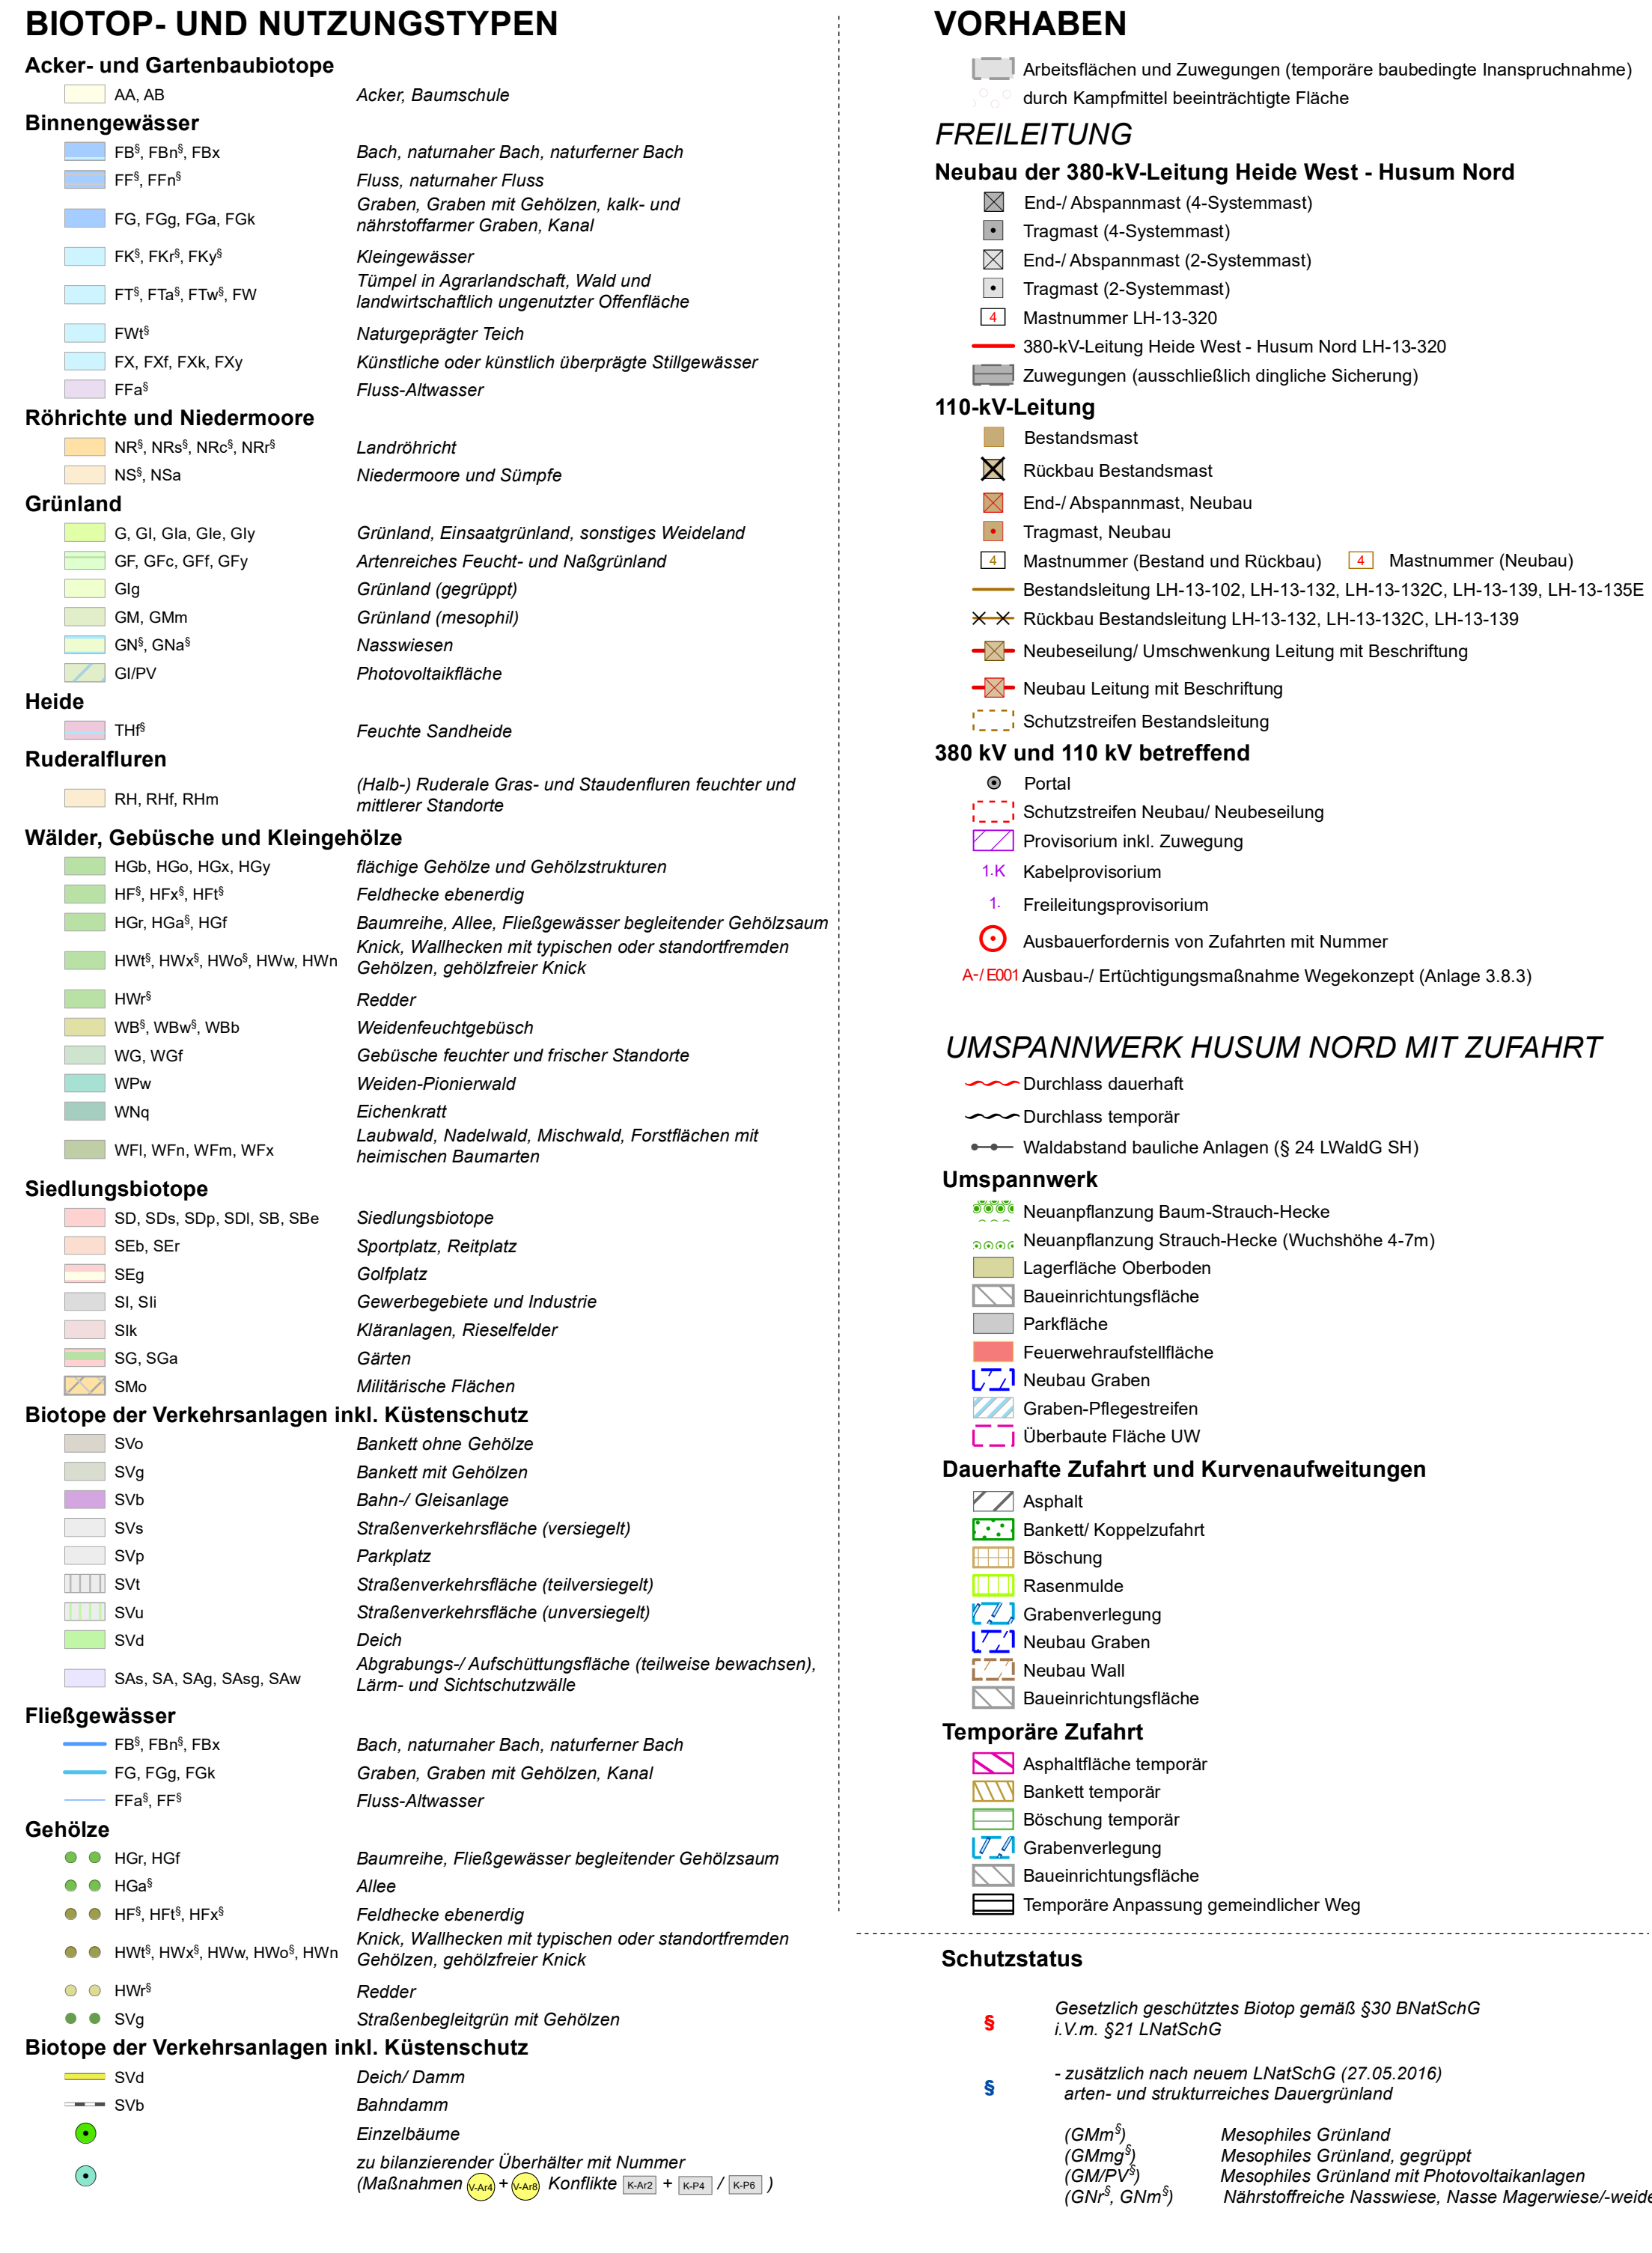 BIOTOP- UND NUTZUNGSTYPEN
Acker- und Gartenbaubiotope
AA, AB Acker, Baumschule
Binnengewässer
FB§, FBn§, FBx Bach, naturnaher Bach, naturferner Bach
FF§, FFn§ Fluss, naturnaher Fluss
FG, FGg, FGa, FGk Graben, Graben mit Gehölzen, kalk- und
nährstoffarmer Graben, Kanal
FK§, FKr§, FKy§ Kleingewässer
FT§, FTa§, FTw§, FW Tümpel in Agrarlandschaft, Wald und
landwirtschaftlich ungenutzter Offenfläche
FWt§ Naturgeprägter Teich
FX, FXf, FXk, FXy Künstliche oder künstlich überprägte Stillgewässer
FFa§ Fluss-Altwasser
Röhrichte und Niedermoore
NR§, NRs§, NRc§, NRr§ Landröhricht
NS§, NSa Niedermoore und Sümpfe
Grünland
G, GI, GIa, GIe, GIy Grünland, Einsaatgrünland, sonstiges Weideland
GF, GFc, GFf, GFy Artenreiches Feucht- und Naßgrünland
GIg Grünland (gegrüppt)
GM, GMm Grünland (mesophil)
GN§, GNa§ Nasswiesen
GI/PV Photovoltaikfläche
Heide
THf§ Feuchte Sandheide
Ruderalfluren
RH, RHf, RHm (Halb-) Ruderale Gras- und Staudenfluren feuchter und
mittlerer Standorte
Wälder, Gebüsche und Kleingehölze
HGb, HGo, HGx, HGy flächige Gehölze und Gehölzstrukturen
HF§, HFx§, HFt§ Feldhecke ebenerdig
HGr, HGa§, HGf Baumreihe, Allee, Fließgewässer begleitender Gehölzsaum
HWt§, HWx§, HWo§, HWw, HWn Knick, Wallhecken mit typischen oder standortfremden
Gehölzen, gehölzfreier Knick
HWr§ Redder
WB§, WBw§, WBb Weidenfeuchtgebüsch
WG, WGf Gebüsche feuchter und frischer Standorte
WPw Weiden-Pionierwald
WNq Eichenkratt
WFl, WFn, WFm, WFx Laubwald, Nadelwald, Mischwald, Forstflächen mit
heimischen Baumarten
Siedlungsbiotope
SD, SDs, SDp, SDl, SB, SBe Siedlungsbiotope
SEb, SEr Sportplatz, Reitplatz
SEg Golfplatz
SI, SIi Gewerbegebiete und Industrie
SIk Kläranlagen, Rieselfelder
SG, SGa Gärten
SMo Militärische Flächen
Biotope der Verkehrsanlagen inkl. Küstenschutz
SVo Bankett ohne Gehölze
SVg Bankett mit Gehölzen
SVb Bahn-/ Gleisanlage
SVs Straßenverkehrsfläche (versiegelt)
SVp Parkplatz
SVt Straßenverkehrsfläche (teilversiegelt)
SVu Straßenverkehrsfläche (unversiegelt)
SVd Deich
SAs, SA, SAg, SAsg, SAw Abgrabungs-/ Aufschüttungsfläche (teilweise bewachsen),
Lärm- und Sichtschutzwälle
Fließgewässer
FB§, FBn§, FBx Bach, naturnaher Bach, naturferner Bach
FG, FGg, FGk Graben, Graben mit Gehölzen, Kanal
FFa§, FF§ Fluss-Altwasser
Gehölze
HGr, HGf Baumreihe, Fließgewässer begleitender Gehölzsaum
HGa§ Allee
HF§, HFt§, HFx§ Feldhecke ebenerdig
HWt§, HWx§, HWw, HWo§, HWn Knick, Wallhecken mit typischen oder standortfremden
Gehölzen, gehölzfreier Knick
HWr§ Redder
SVg Straßenbegleitgrün mit Gehölzen
Biotope der Verkehrsanlagen inkl. Küstenschutz
SVd Deich/ Damm
SVb Bahndamm
Einzelbäume
zu bilanzierender Überhälter mit Nummer
(Maßnahmen V-Ar4 + V-Ar8 Konflikte K-Ar2 + K-P4 / K-P6 )
VORHABEN
Arbeitsflächen und Zuwegungen (temporäre baubedingte Inanspruchnahme)
durch Kampfmittel beeinträchtigte Fläche
FREILEITUNG
Neubau der 380-kV-Leitung Heide West - Husum Nord
End-/ Abspannmast (4-Systemmast)
Tragmast (4-Systemmast)
End-/ Abspannmast (2-Systemmast)
Tragmast (2-Systemmast)
4 Mastnummer LH-13-320
380-kV-Leitung Heide West - Husum Nord LH-13-320
Zuwegungen (ausschließlich dingliche Sicherung)
110-kV-Leitung
Bestandsmast
Rückbau Bestandsmast
End-/ Abspannmast, Neubau
Tragmast, Neubau
4 Mastnummer (Bestand und Rückbau) 4 Mastnummer (Neubau)
Bestandsleitung LH-13-102, LH-13-132, LH-13-132C, LH-13-139, LH-13-135E
Rückbau Bestandsleitung LH-13-132, LH-13-132C, LH-13-139
Neubeseilung/ Umschwenkung Leitung mit Beschriftung
Neubau Leitung mit Beschriftung
Schutzstreifen Bestandsleitung
380 kV und 110 kV betreffend
Portal
Schutzstreifen Neubau/ Neubeseilung
Provisorium inkl. Zuwegung
1.K Kabelprovisorium
1. Freileitungsprovisorium
Ausbauerfordernis von Zufahrten mit Nummer
A-/ E001 Ausbau-/ Ertüchtigungsmaßnahme Wegekonzept (Anlage 3.8.3)
UMSPANNWERK HUSUM NORD MIT ZUFAHRT
Durchlass dauerhaft
Durchlass temporär
Waldabstand bauliche Anlagen (§ 24 LWaldG SH)
Umspannwerk
Neuanpflanzung Baum-Strauch-Hecke
Neuanpflanzung Strauch-Hecke (Wuchshöhe 4-7m)
Lagerfläche Oberboden
Baueinrichtungsfläche
Parkfläche
Feuerwehraufstellfläche
Neubau Graben
Graben-Pflegestreifen
Überbaute Fläche UW
Dauerhafte Zufahrt und Kurvenaufweitungen
Asphalt
Bankett/ Koppelzufahrt
Böschung
Rasenmulde
Grabenverlegung
Neubau Graben
Neubau Wall
Baueinrichtungsfläche
Temporäre Zufahrt
Asphaltfläche temporär
Bankett temporär
Böschung temporär
Grabenverlegung
Baueinrichtungsfläche
Temporäre Anpassung gemeindlicher Weg
Schutzstatus
§ Gesetzlich geschütztes Biotop gemäß §30 BNatSchG
i.V.m. §21 LNatSchG
§ - zusätzlich nach neuem LNatSchG (27.05.2016)
arten- und strukturreiches Dauergrünland
(GMm§) Mesophiles Grünland
(GMmg§) Mesophiles Grünland, gegrüppt
(GM/PV§) Mesophiles Grünland mit Photovoltaikanlagen
(GNr§, GNm§) Nährstoffreiche Nasswiese, Nasse Magerwiese/-weide